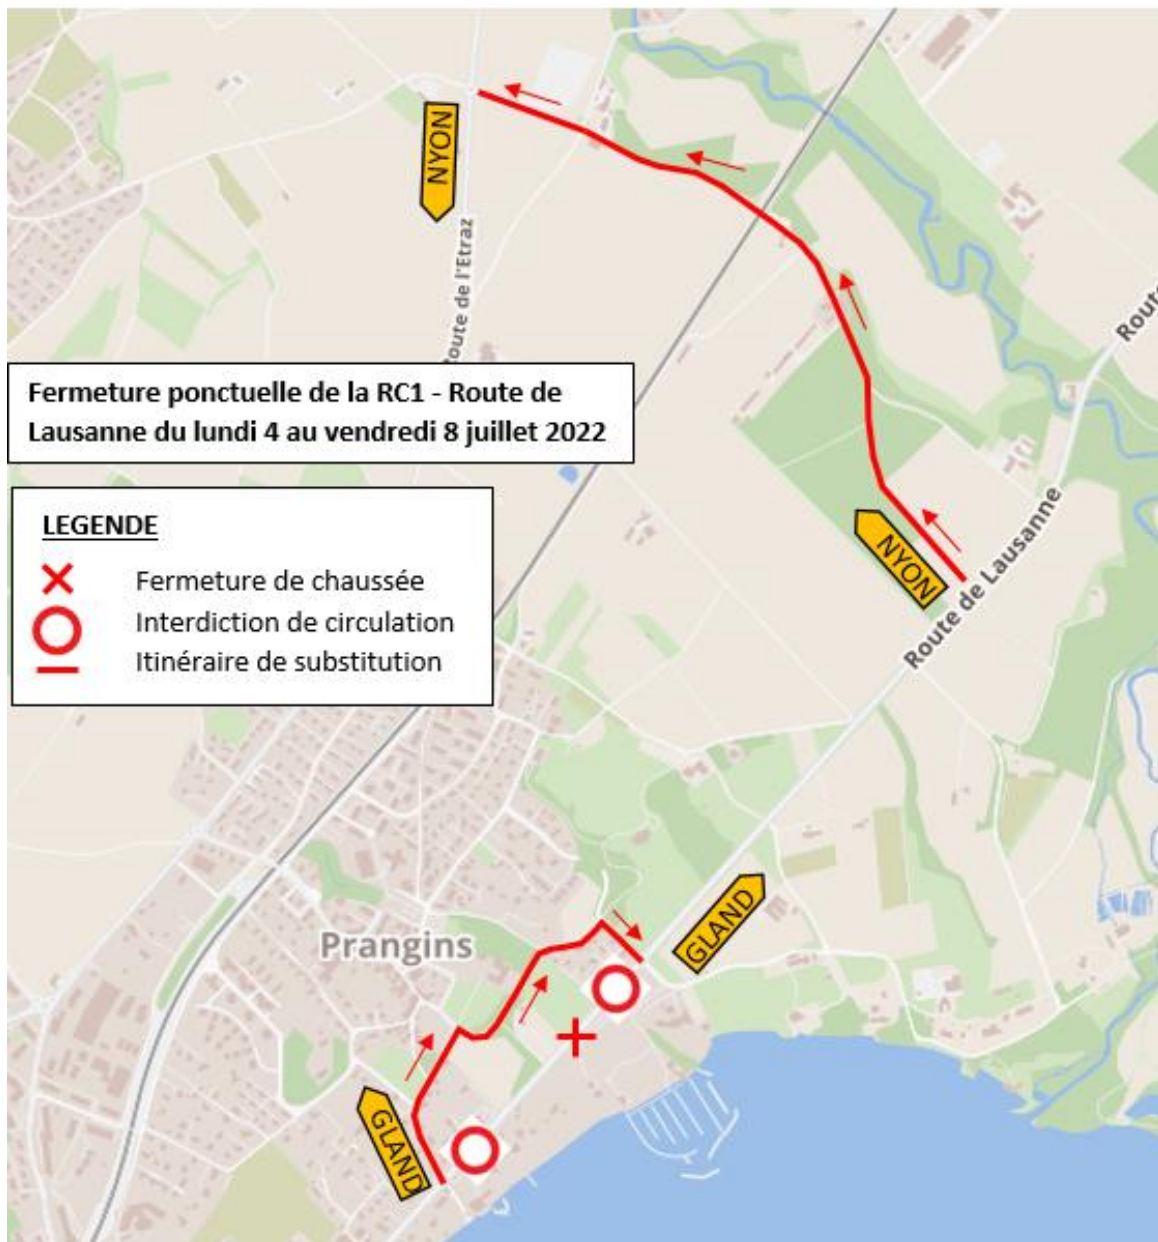 NYON
Route de l'Etraz
Route
Fermeture ponctuelle de la RC1 - Route de
Lausanne du lundi 4 au vendredi 8 juillet 2022
LEGENDE
Fermeture de chaussée
Interdiction de circulation
Itinéraire de substitution
NYON
Route de Lausanne
GLAND
Prangins
GLAND